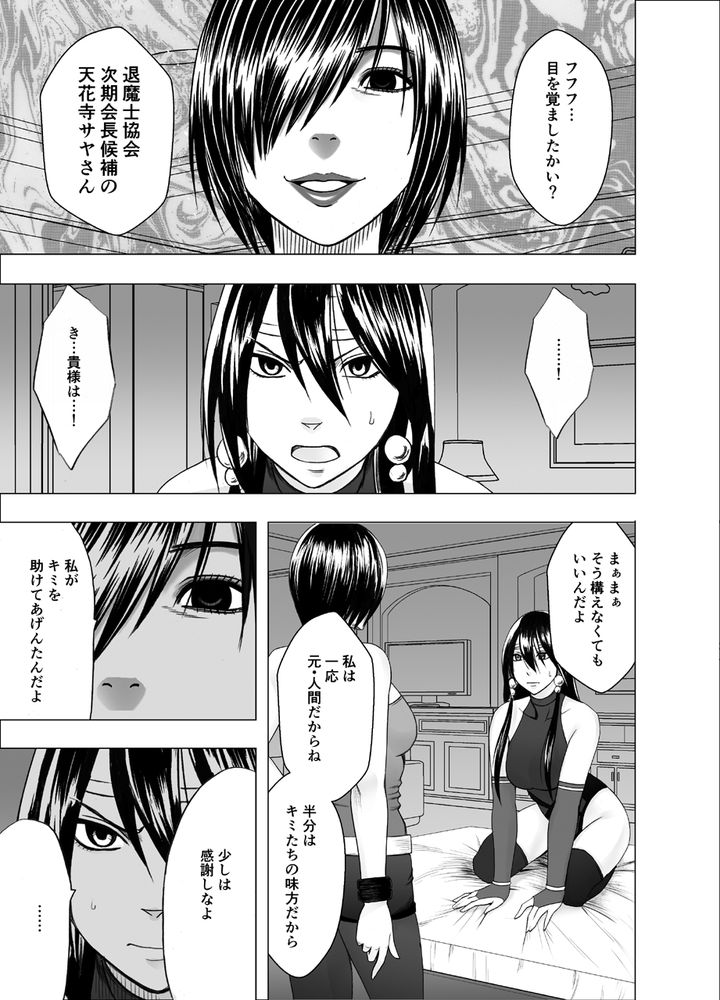 フフフ…
目を覚ましたかい？
退魔士協会
次期会長候補の
天花寺サヤさん
……！
き…貴様は…！
まぁまぁ
そう構えなくても
いいんだよ
私は
一応
元・人間だからね
半分は
キミたちの味方だから
私が
キミを
助けてあげんたんだよ
少しは
感謝しなよ
……